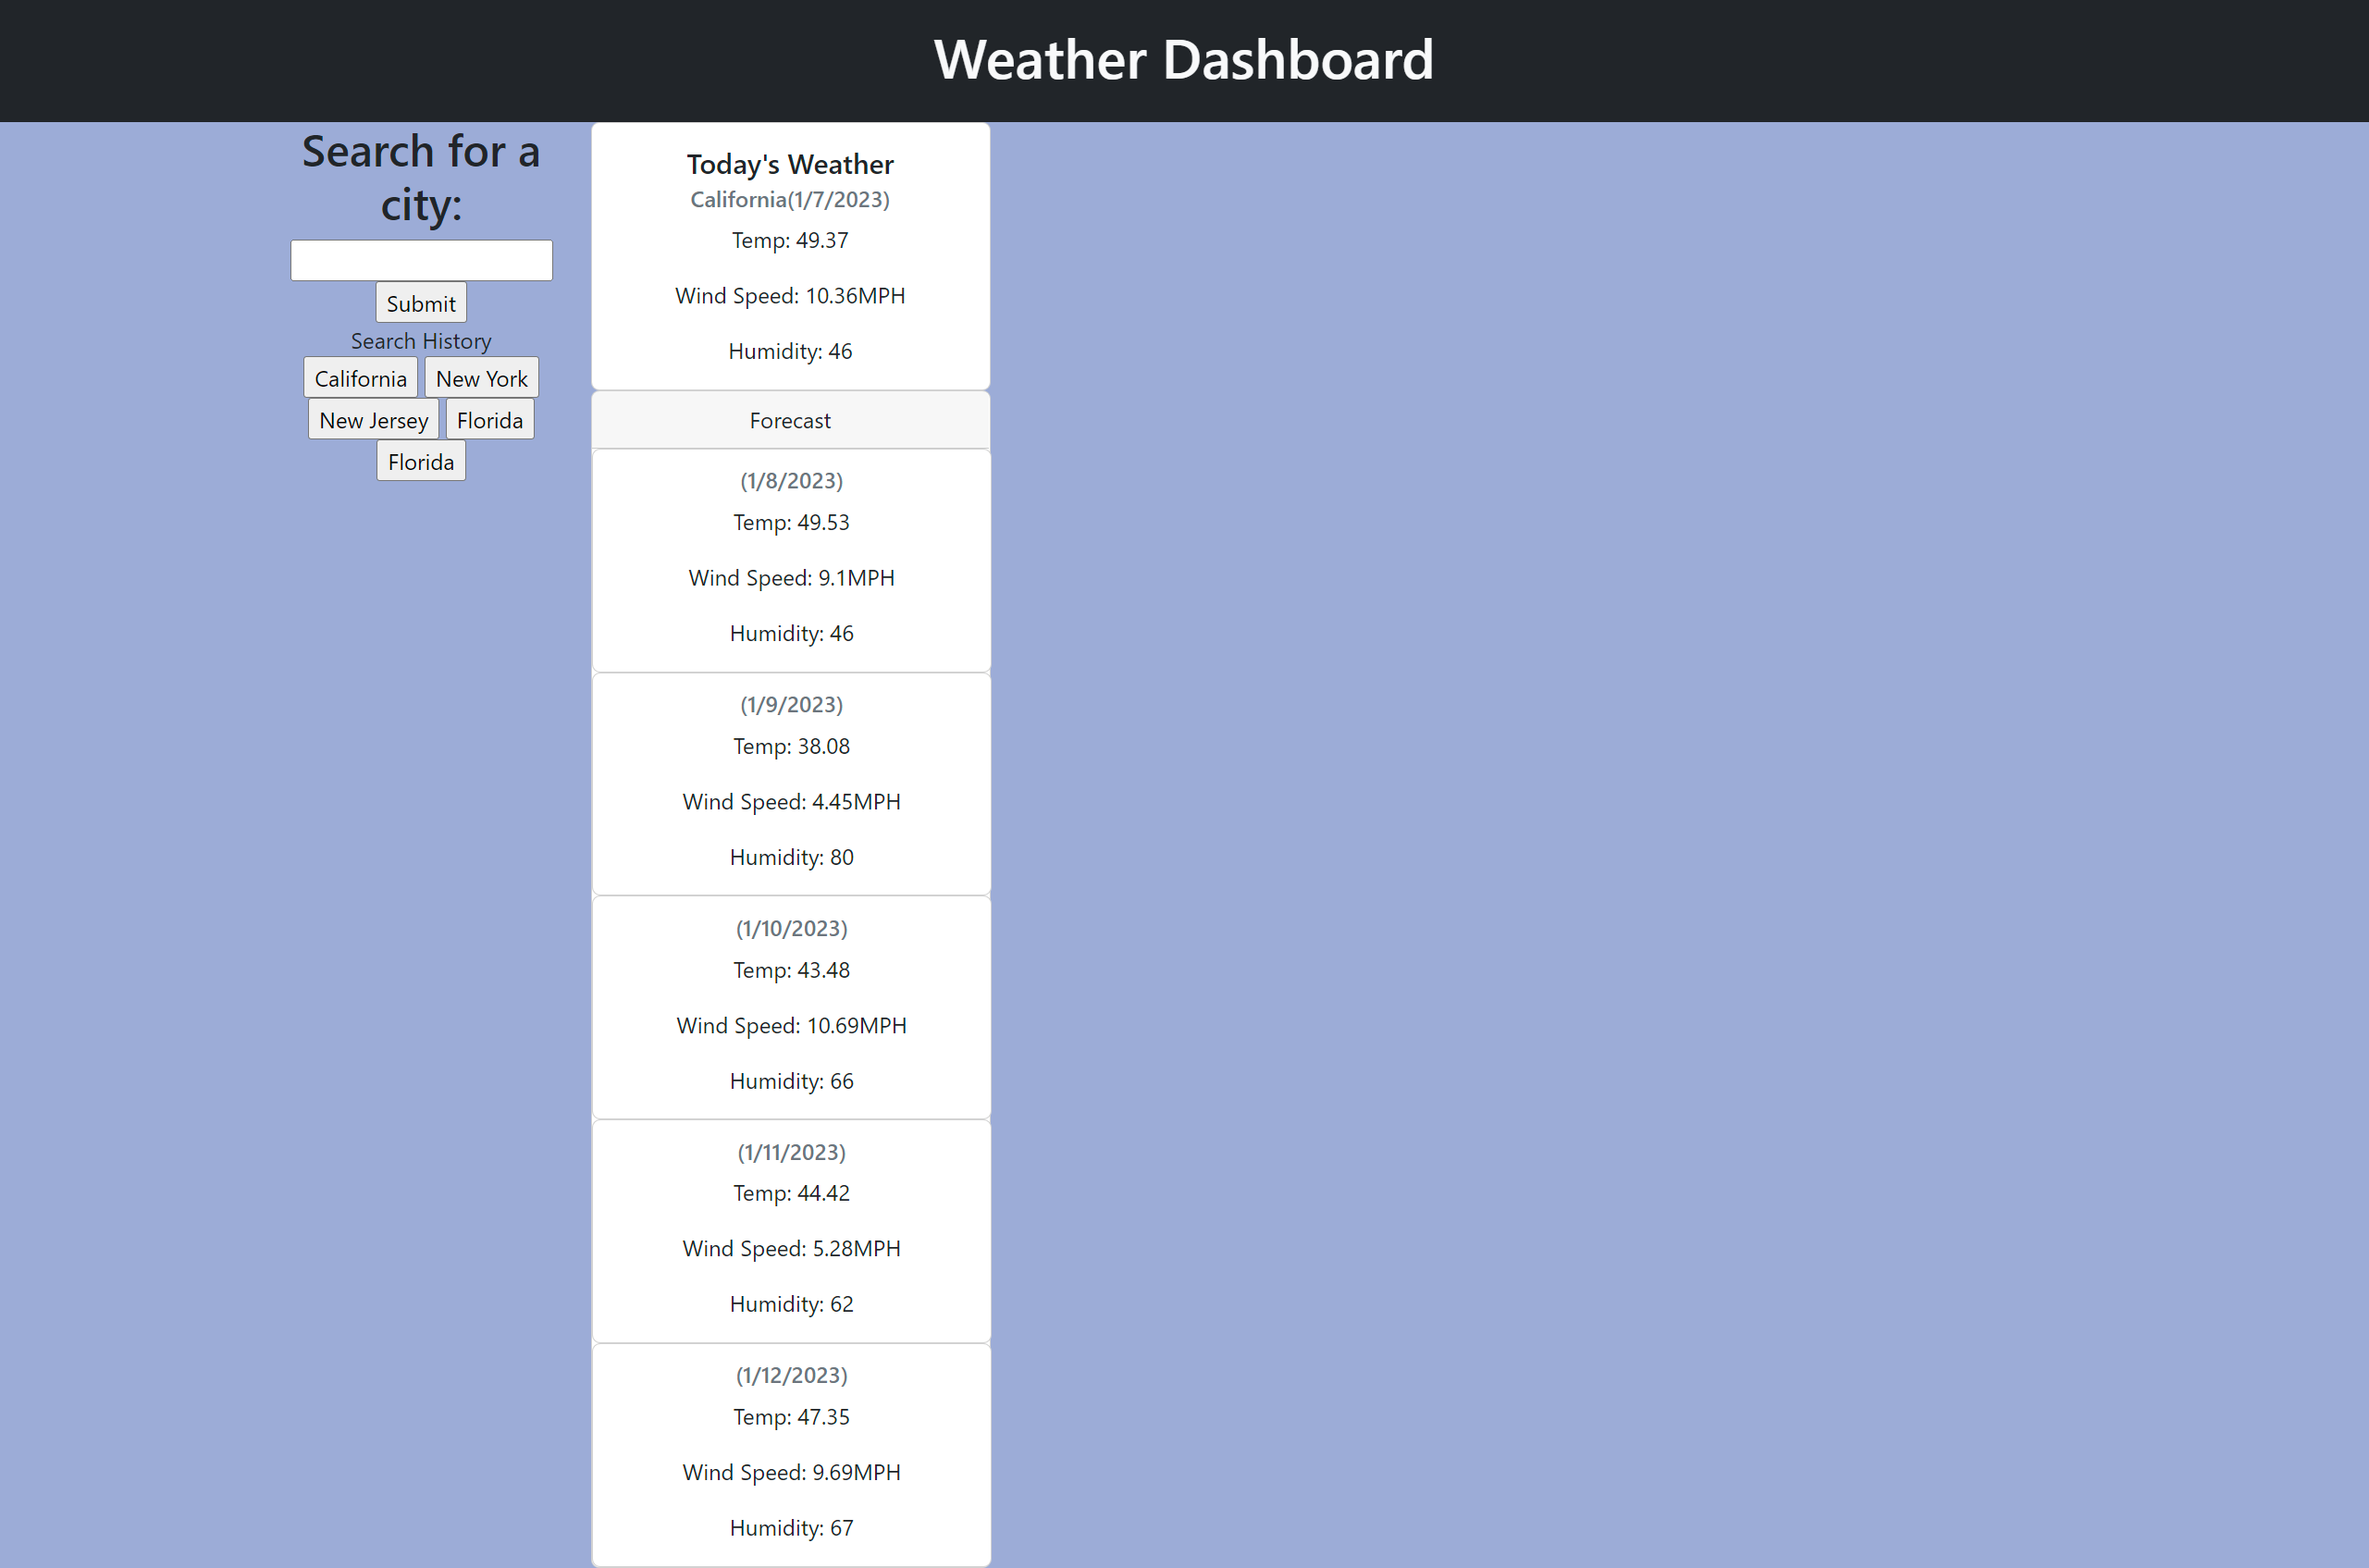 Weather Dashboard
Search for a
city:
Submit
Search History
California New York
New Jersey Florida
Florida
Today's Weather
California(1/7/2023)
Temp: 49.37
Wind Speed: 10.36MPH
Humidity: 46
Forecast
(1/8/2023)
Temp: 49.53
Wind Speed: 9.1MPH
Humidity: 46
(1/9/2023)
Temp: 38.08
Wind Speed: 4.45MPH
Humidity: 80
(1/10/2023)
Temp: 43.48
Wind Speed: 10.69MPH
Humidity: 66
(1/11/2023)
Temp: 44.42
Wind Speed: 5.28MPH
Humidity: 62
(1/12/2023)
Temp: 47.35
Wind Speed: 9.69MPH
Humidity: 67